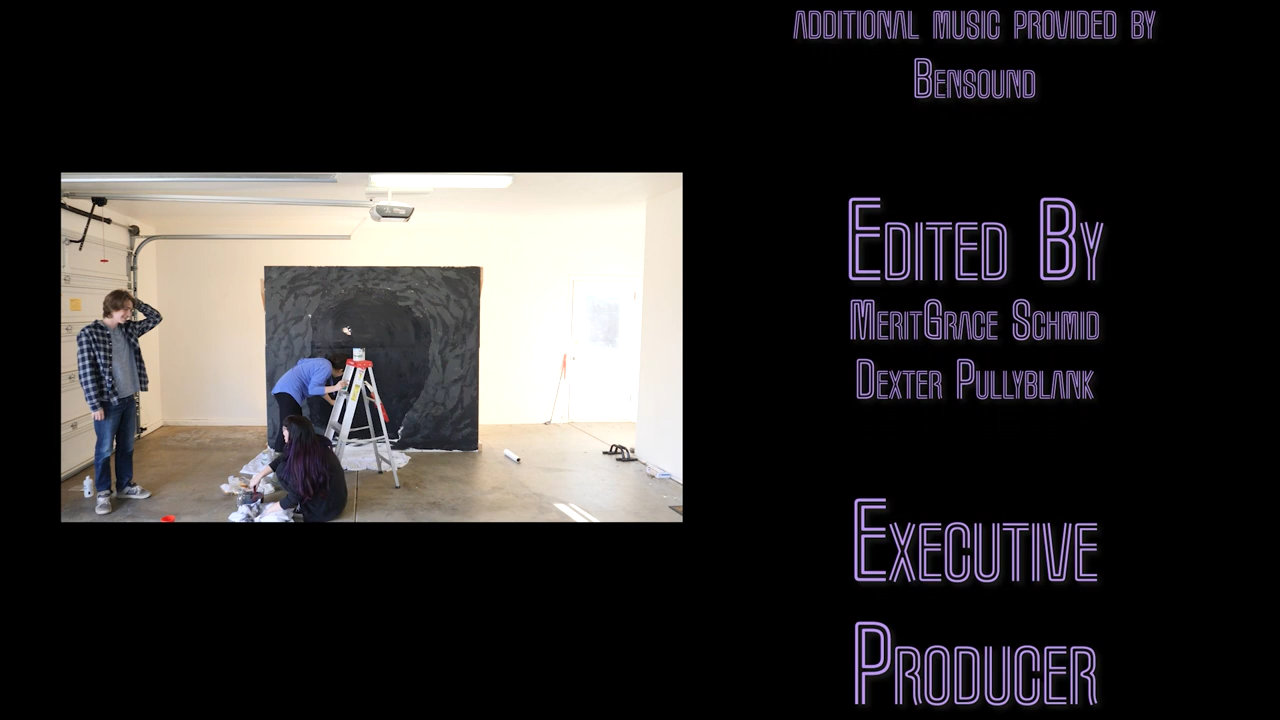 ADDITIONAL MUSIC PROVIDED BY
BENSOUND
EDITED BY
MERITGRACE SCHMID
DEXTER PULLYBLANK
EXECUTIVE
PRODUCER